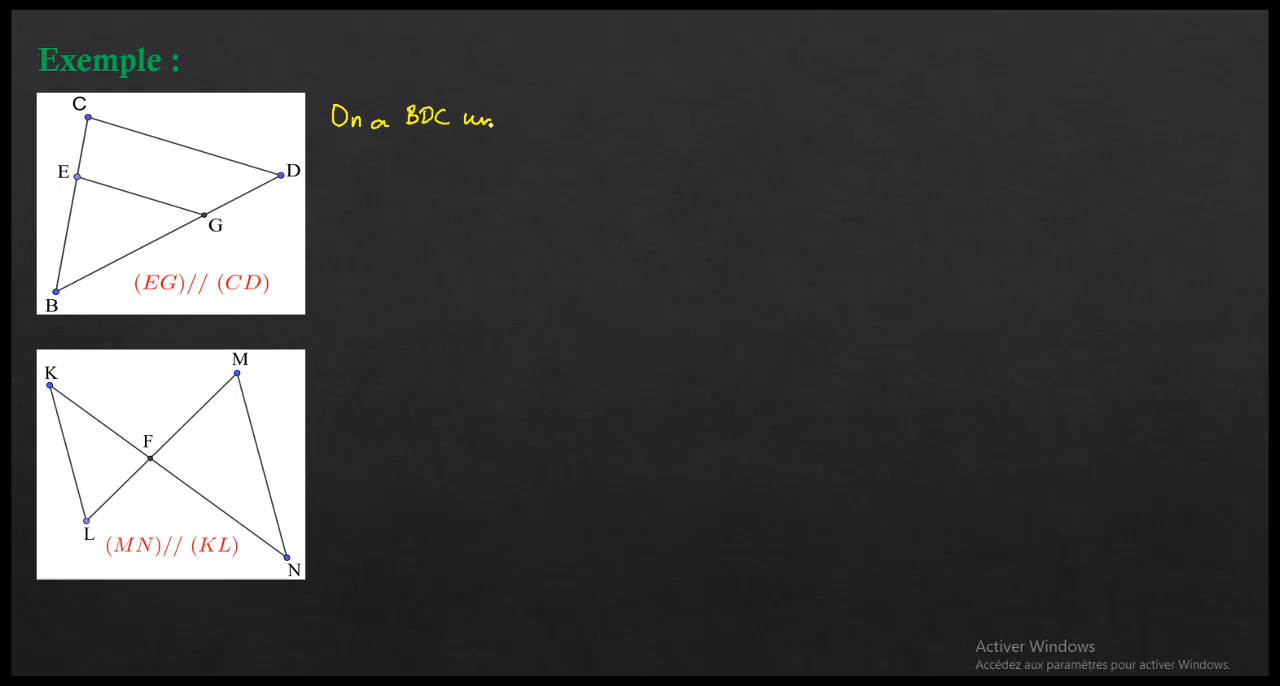 Exemple :
On a BDC un
C
E
D
G
B
(EG)// (CD)
K
M
F
L
N
(MN)// (KL)
Activer Windows
Accédez aux paramètres pour activer Windows.